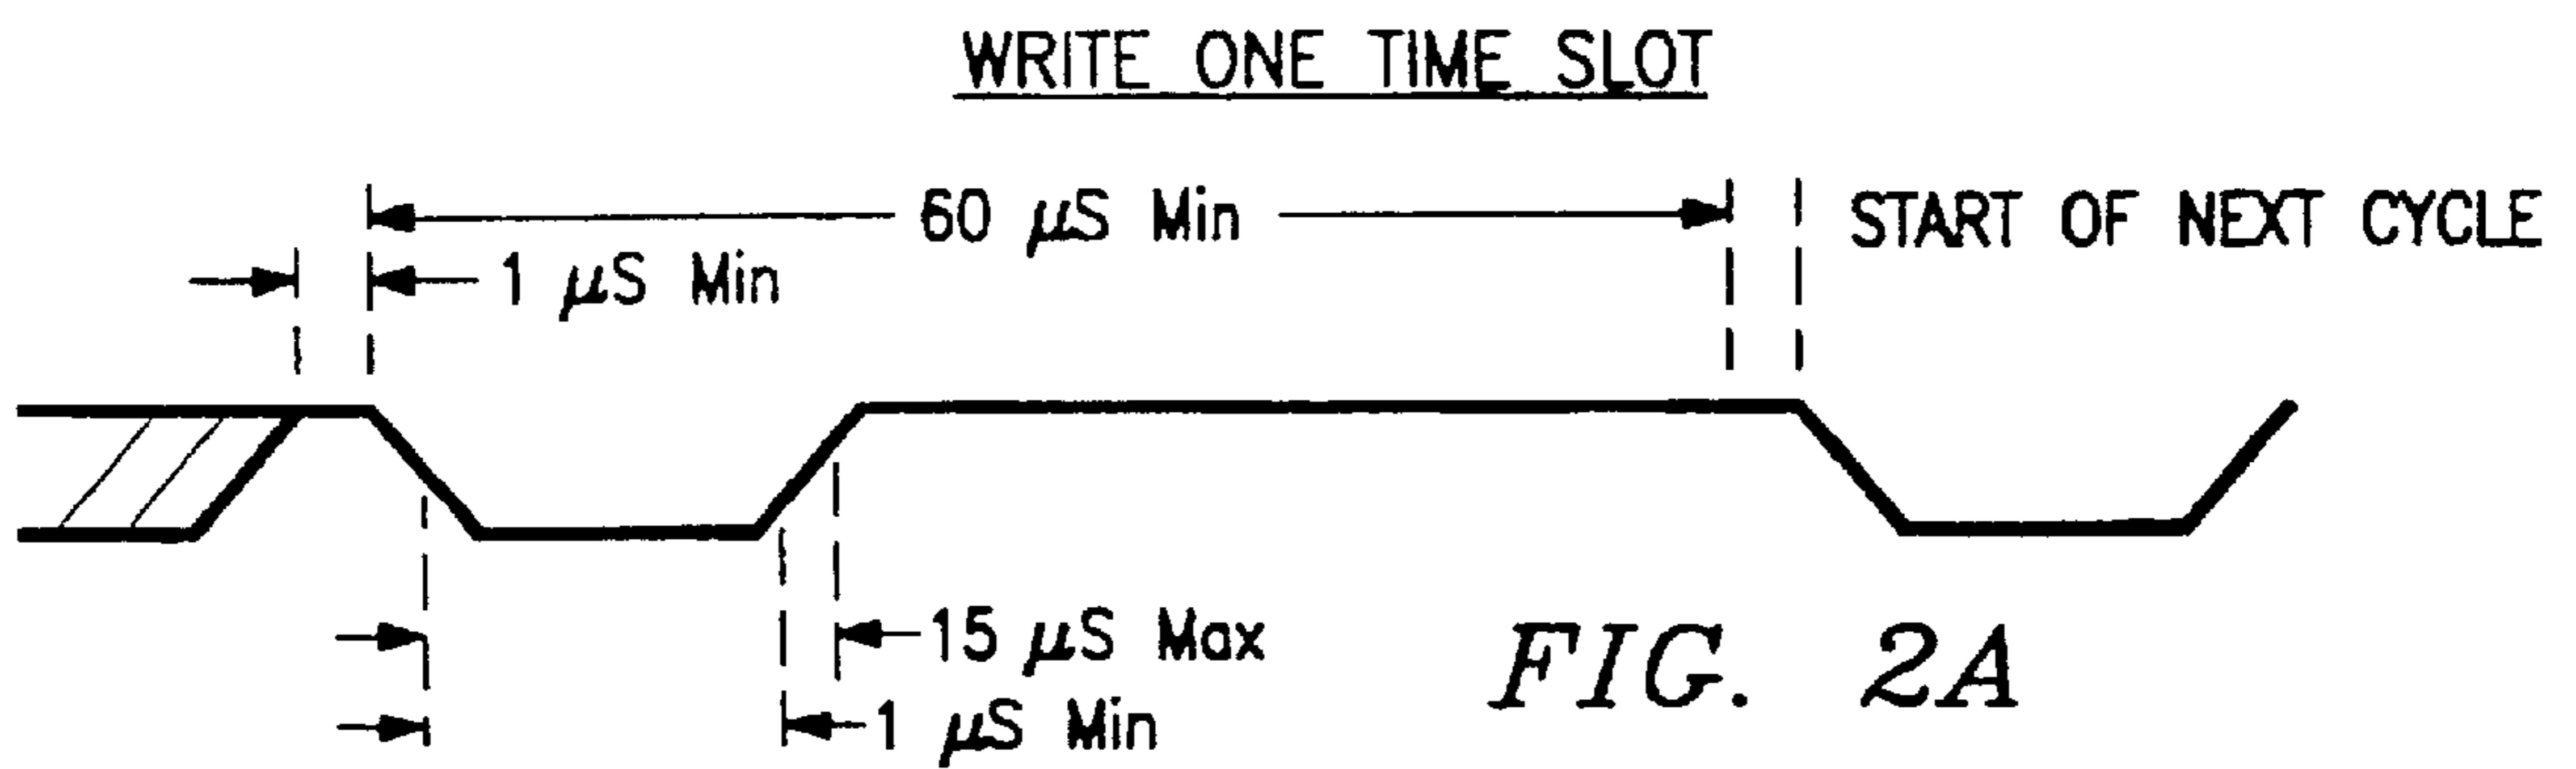 WRITE ONE TIME SLOT
60 μS Min
START OF NEXT CYCLE
1 μS Min
15 μS Max
1 μS Min
FIG. 2A